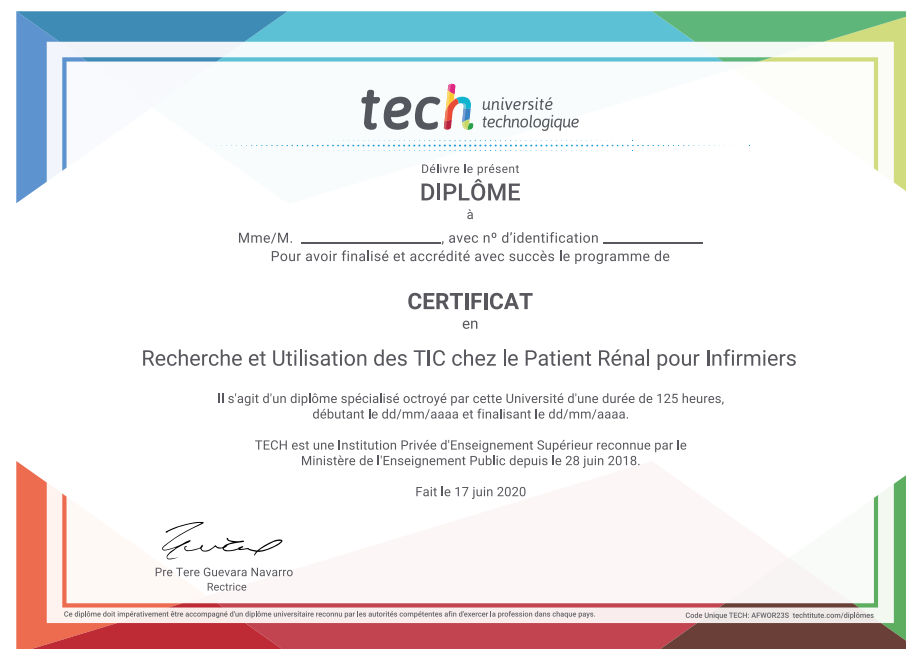 tech université
technologique
Délivre le présent
DIPLÔME
à
Mme/M. ____________________, avec nº d'identification ______________
Pour avoir finalisé et accrédité avec succès le programme de
CERTIFICAT
en
Recherche et Utilisation des TIC chez le Patient Rénal pour Infirmiers
Il s'agit d'un diplôme spécialisé octroyé par cette Université d'une durée de 125 heures,
débutant le dd/mm/aaaa et finalisant le dd/mm/aaaa.
TECH est une Institution Privée d'Enseignement Supérieur reconnue par le
Ministère de l'Enseignement Public depuis le 28 juin 2018.
Fait le 17 juin 2020
Pre Tere Guevara Navarro
Rectrice
Ce diplôme doit impérativement être accompagné d'un diplôme universitaire reconnu par les autorités compétentes afin d'exercer la profession dans chaque pays.
Code Unique TECH: AFWOR23S techtitute.com/diplômes